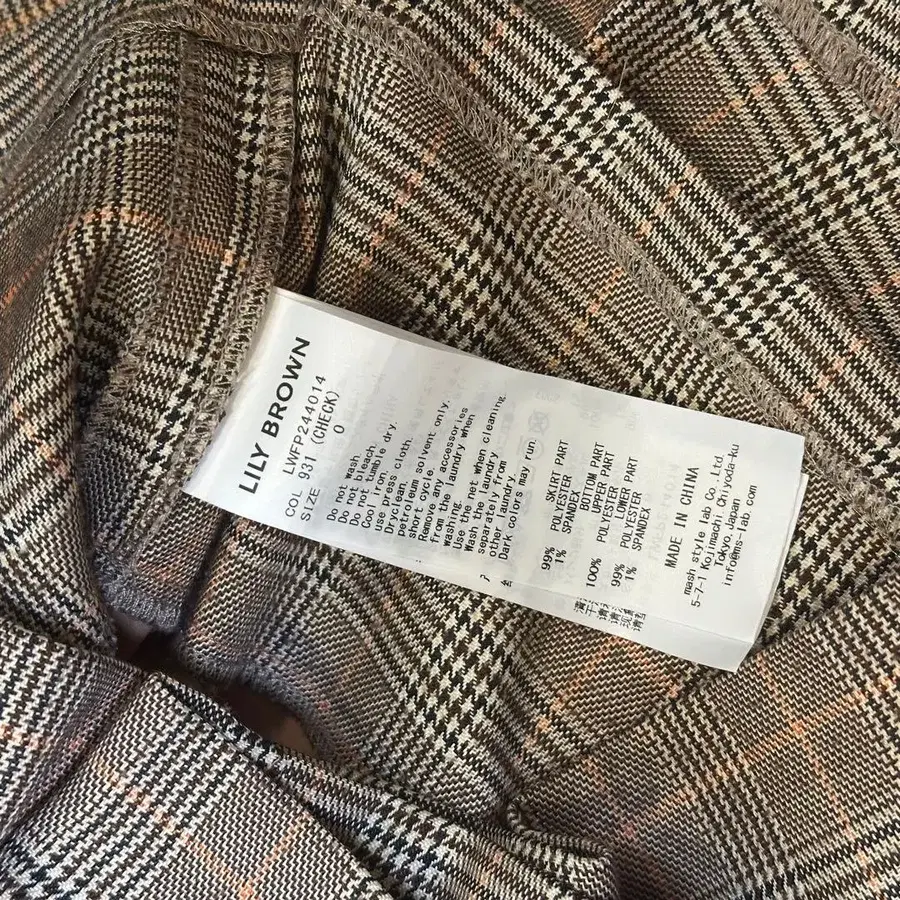 LILY BROWN
LWFP244014
COL 931 (CHECK)
SIZE 0
Do not wash.
Do not bleach.
Do not tumble dry.
Cool iron.
use press cloth.
Dryclean.
petroleum solvent only.
short cycle.
Remove any accessories
from the laundry when
washing.
Use the net when cleaning.
Wash the laundry
separately from
other laundry.
Dark colors may run
SKIRT PART
99% POLYESTER
1% SPANDEX
BOTTOM PART
UPPER PART
100% POLYESTER
LOWER PART
99% POLYESTER
1% SPANDEX
MADE IN CHINA
mash style lab Co.Ltd.
5-7-1 Kojimachi Chiyoda-ku
Tokyo Japan
info@ms-lab.com